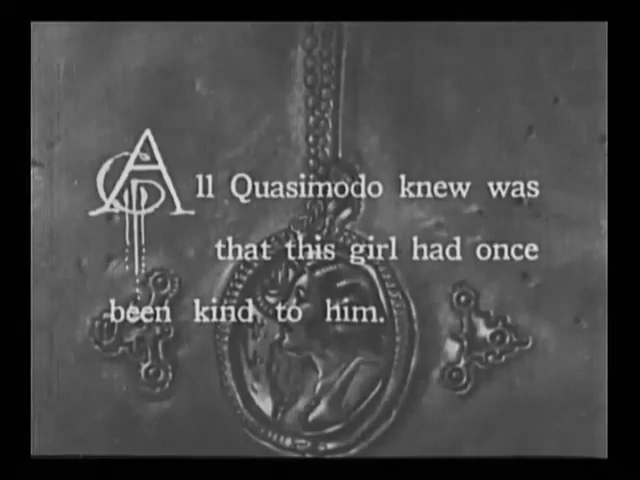 All Quasimodo knew was
that this girl had once
been kind to him.